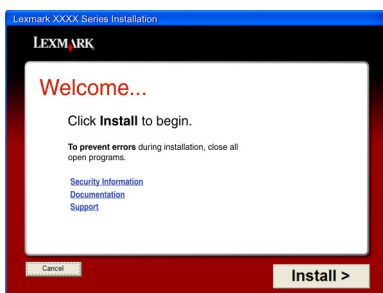 Lexmark XXXX Series Installation
LEXMARK
Welcome...
Click Install to begin.
To prevent errors during installation, close all
open programs.
Security Information
Documentation
Support
Cancel
Install >